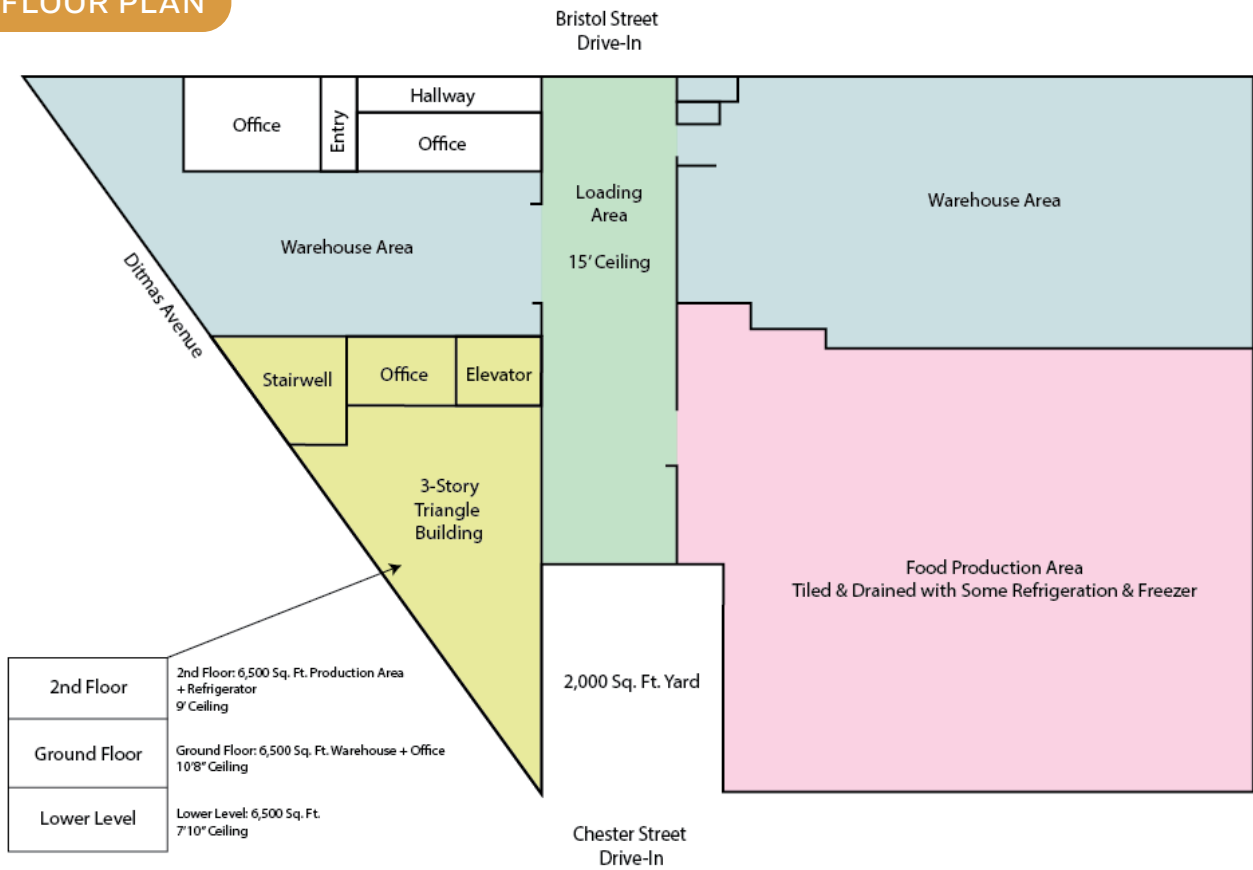 FLOOR PLAN
Bristol Street
Drive-In
Office
Entry
Hallway
Office
Loading
Area
15' Ceiling
Warehouse Area
Warehouse Area
Ditmas Avenue
Stairwell
Office
Elevator
3-Story
Triangle
Building
Food Production Area
Tiled & Drained with Some Refrigeration & Freezer
2,000 Sq. Ft. Yard
2nd Floor
2nd Floor: 6,500 Sq. Ft. Production Area
+ Refrigerator
9' Ceiling
Ground Floor
Ground Floor: 6,500 Sq. Ft. Warehouse + Office
10'8" Ceiling
Lower Level
Lower Level: 6,500 Sq. Ft.
7'10" Ceiling
Chester Street
Drive-In